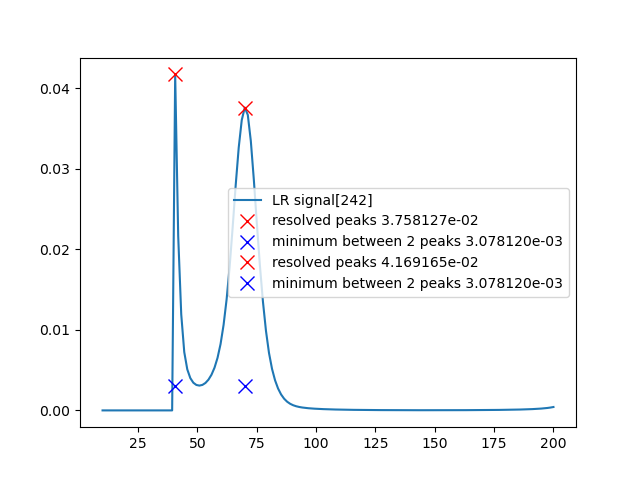 0.04
0.03
0.02
0.01
0.00
LR signal[242]
resolved peaks 3.758127e-02
minimum between 2 peaks 3.078120e-03
resolved peaks 4.169165e-02
minimum between 2 peaks 3.078120e-03
25 50 75 100 125 150 175 200